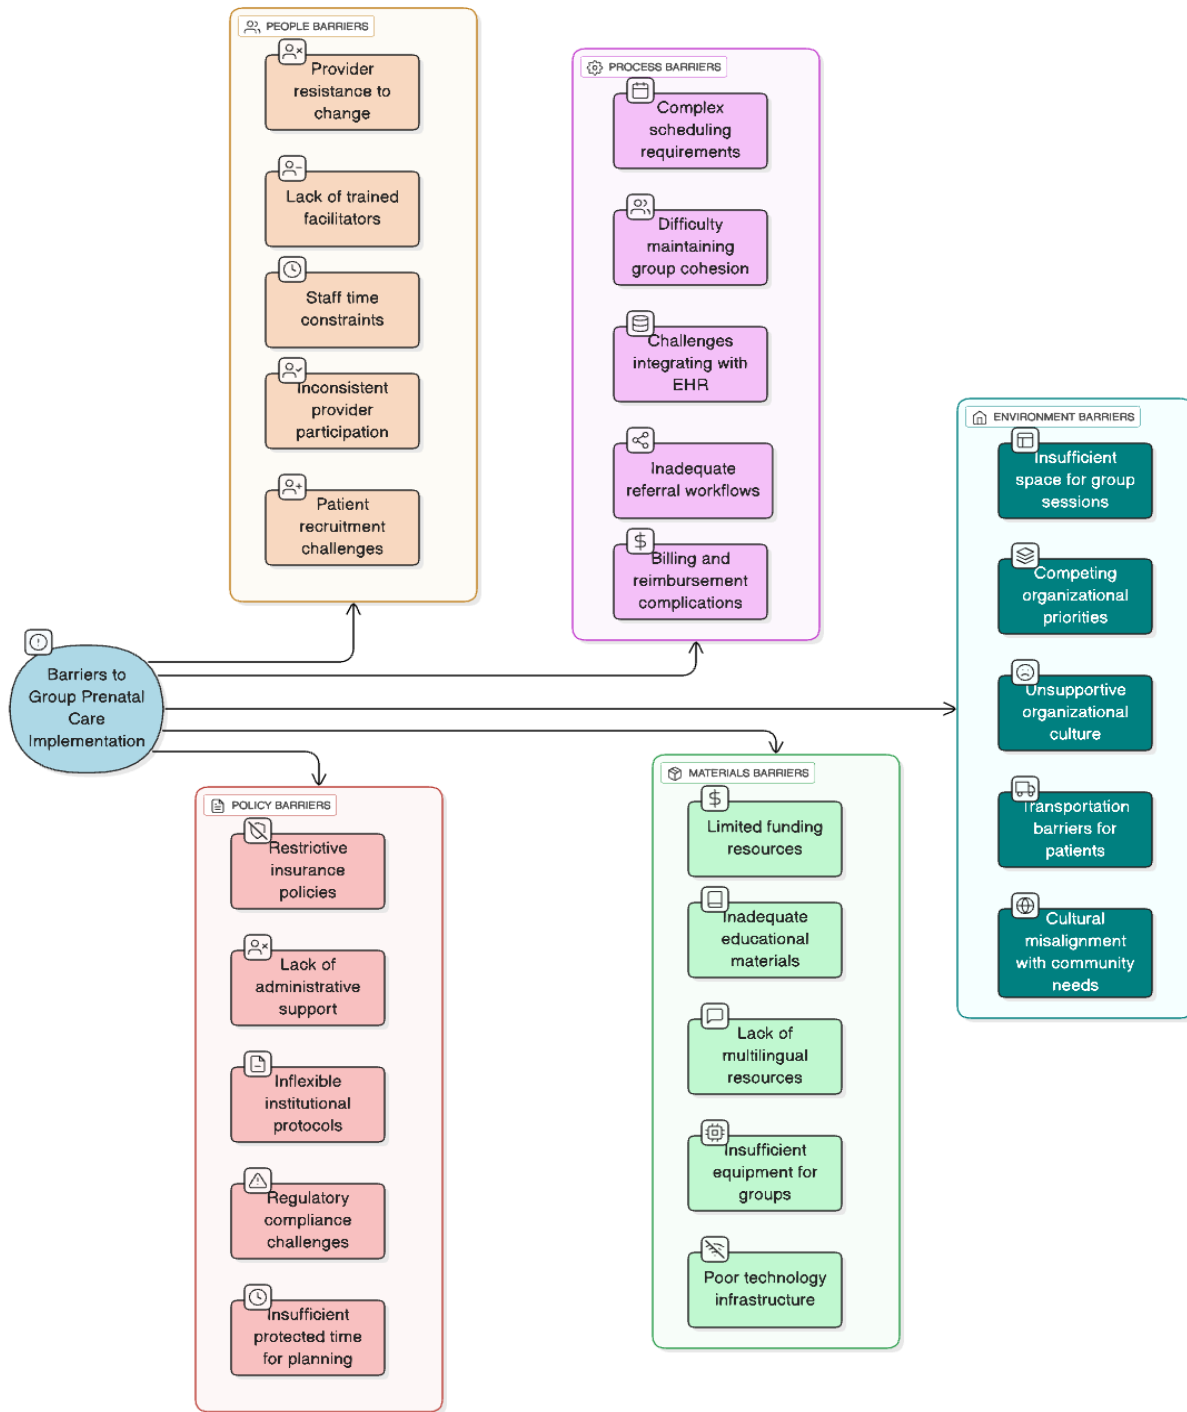 PEOPLE BARRIERS
Provider
resistance to
change
Lack of trained
facilitators
Staff time
constraints
Inconsistent
provider
participation
Patient
recruitment
challenges
PROCESS BARRIERS
Complex
scheduling
requirements
Difficulty
maintaining
group cohesion
Challenges
integrating with
EHR
Inadequate
referral workflows
Billing and
reimbursement
complications
ENVIRONMENT BARRIERS
Insufficient
space for group
sessions
Competing
organizational
priorities
Unsupportive
organizational
culture
Transportation
barriers for
patients
Cultural
misalignment
with community
needs
Barriers to
Group Prenatal
Care
Implementation
POLICY BARRIERS
Restrictive
insurance
policies
Lack of
administrative
support
Inflexible
institutional
protocols
Regulatory
compliance
challenges
Insufficient
protected time
for planning
MATERIALS BARRIERS
Limited funding
resources
Inadequate
educational
materials
Lack of
multilingual
resources
Insufficient
equipment for
groups
Poor technology
infrastructure